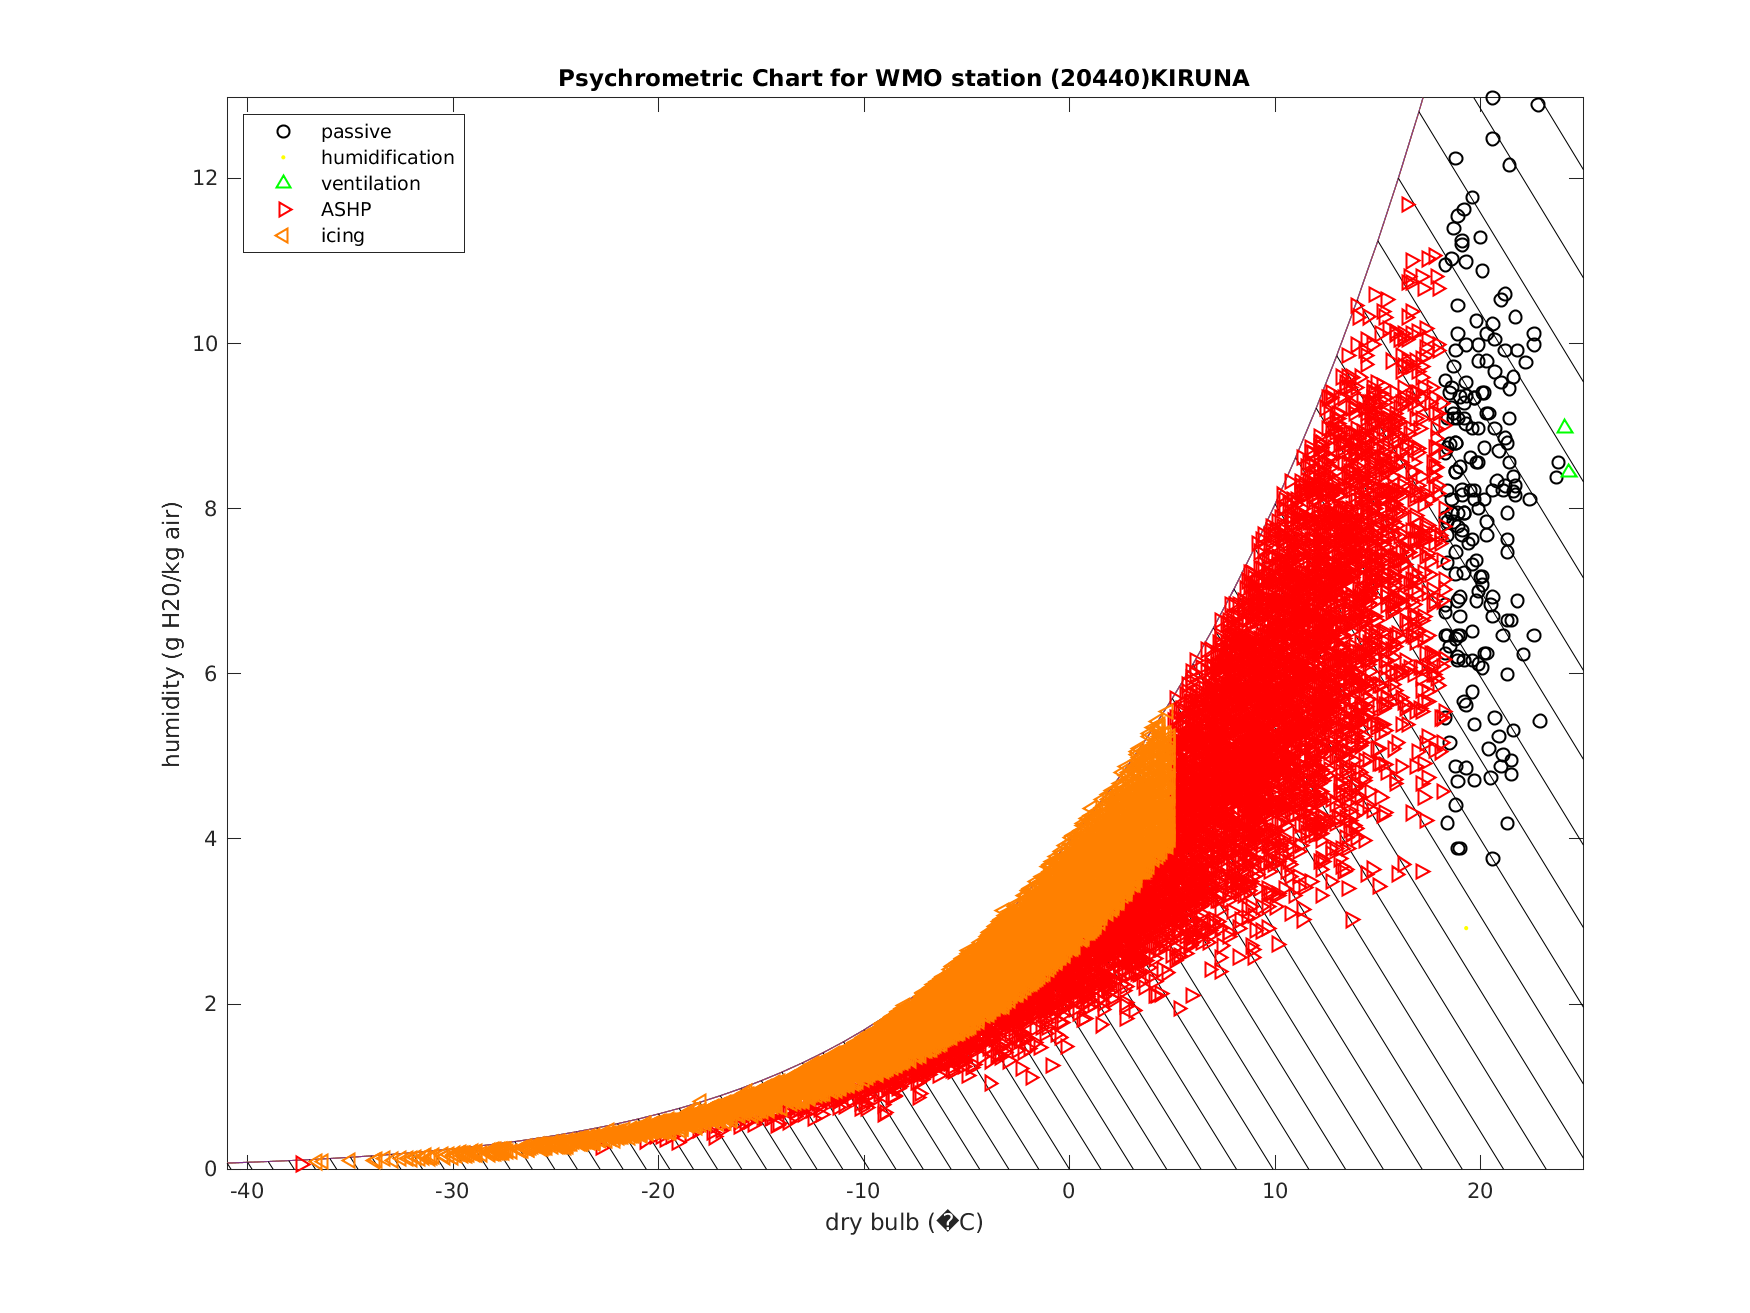 Psychrometric Chart for WMO station (20440)KIRUNA
passive
humidification
ventilation
ASHP
icing
12
10
8
6
4
2
0
humidity (g H20/kg air)
-40 -30 -20 -10 0 10 20
dry bulb (�C)